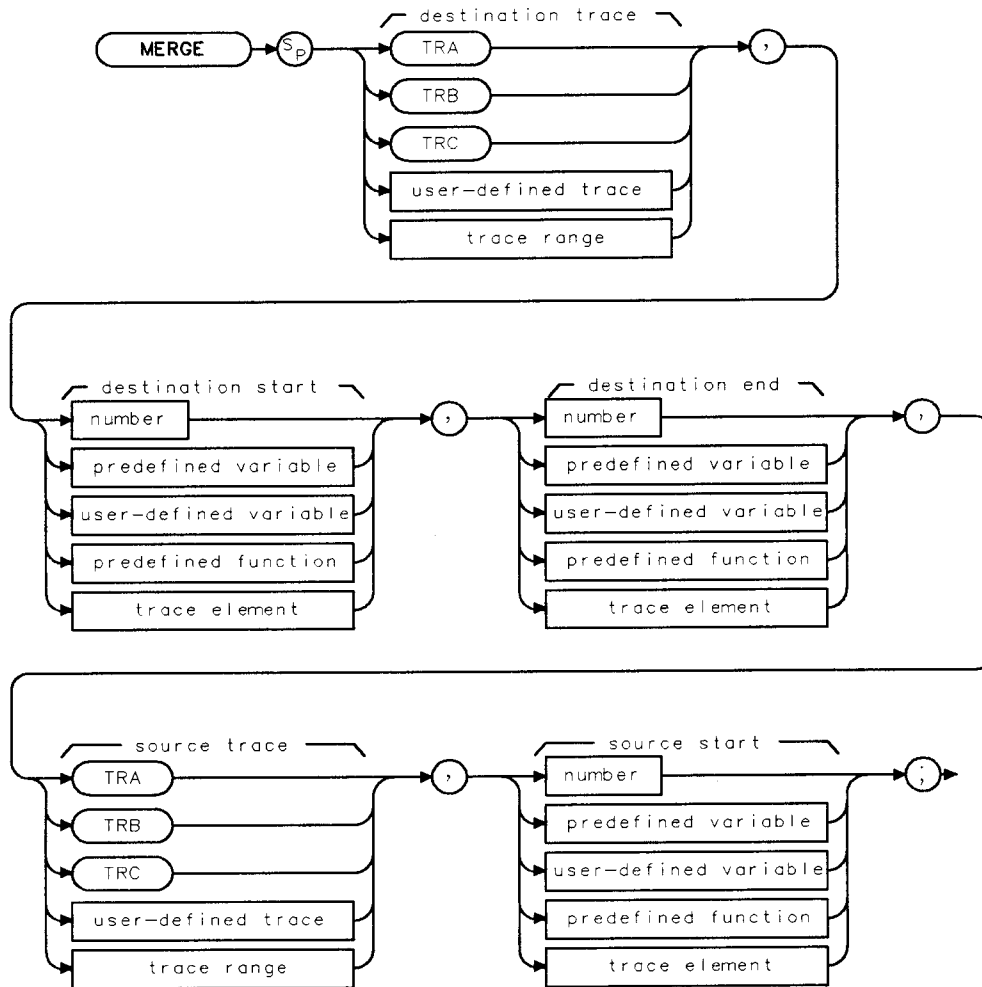 destination trace
MERGE
SP
TRA
,
TRB
TRC
user-defined trace
trace range
destination start
number
predefined variable
user-defined variable
predefined function
trace element
,
destination end
number
predefined variable
user-defined variable
predefined function
trace element
,
source trace
TRA
TRB
TRC
user-defined trace
trace range
,
source start
number
predefined variable
user-defined variable
predefined function
trace element
;